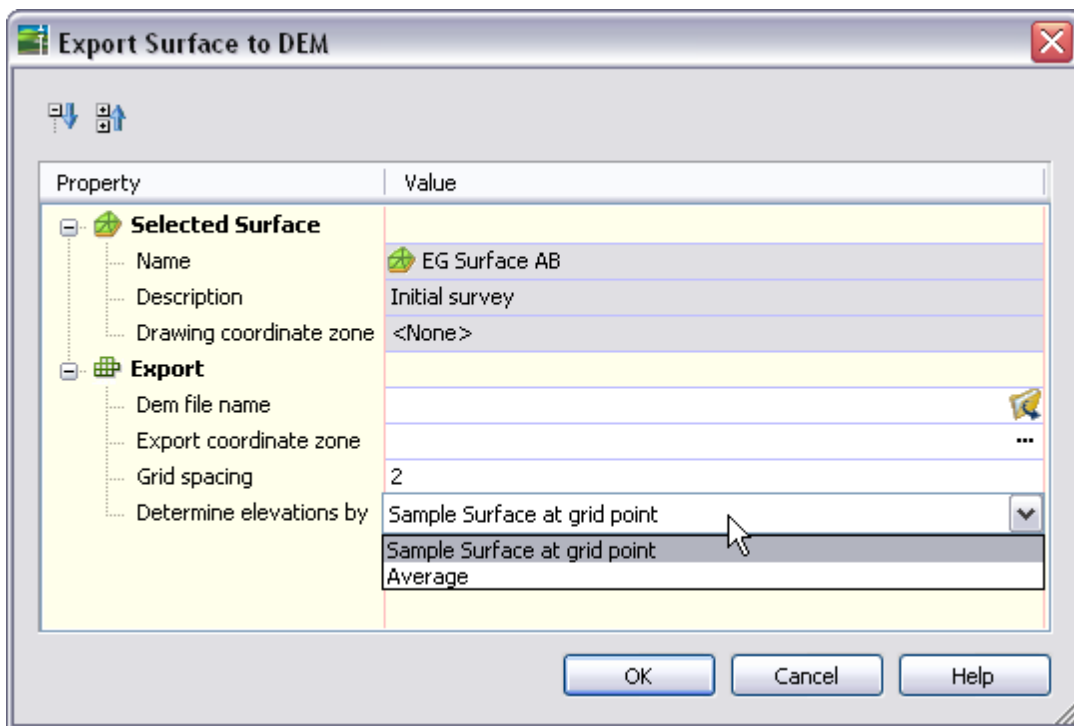 Export Surface to DEM
Property Value
Selected Surface
Name EG Surface AB
Description Initial survey
Drawing coordinate zone <None>
Export
Dem file name
Export coordinate zone ...
Grid spacing 2
Determine elevations by Sample Surface at grid point
Sample Surface at grid point
Average
OK Cancel Help